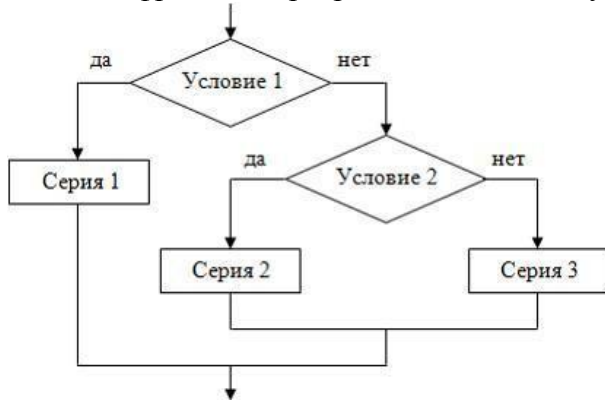 да
Условие 1
нет
Серия 1
да
Условие 2
нет
Серия 2
Серия 3